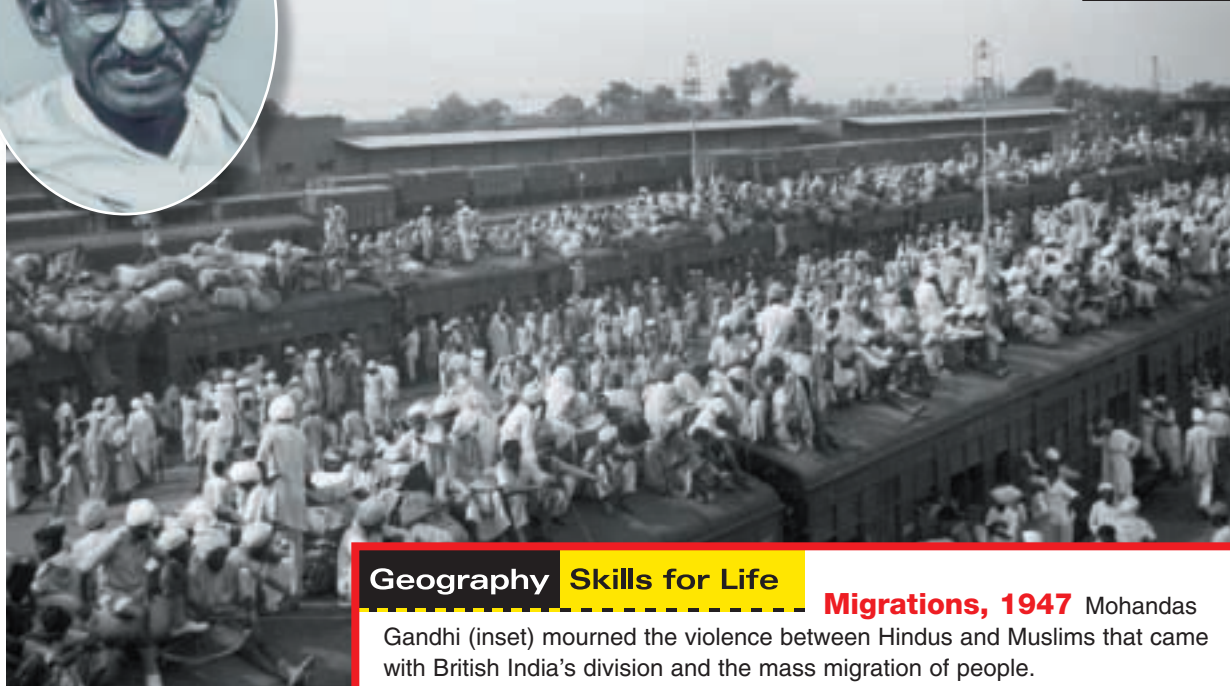 Geography Skills for Life
Migrations, 1947 Mohandas
Gandhi (inset) mourned the violence between Hindus and Muslims that came
with British India's division and the mass migration of people.